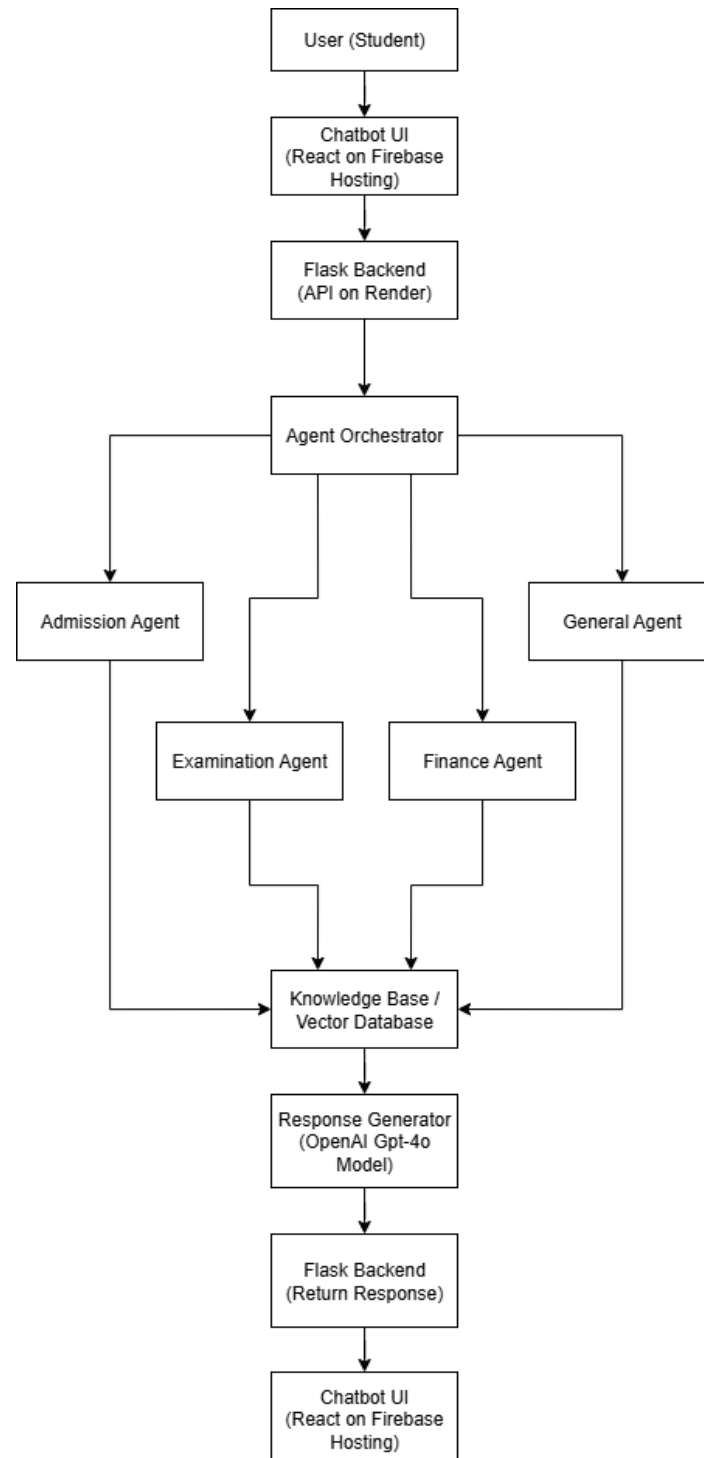 User (Student)
Chatbot UI
(React on Firebase
Hosting)
Flask Backend
(API on Render)
Agent Orchestrator
Admission Agent
General Agent
Examination Agent
Finance Agent
Knowledge Base /
Vector Database
Response Generator
(OpenAI Gpt-4o
Model)
Flask Backend
(Return Response)
Chatbot UI
(React on Firebase
Hosting)